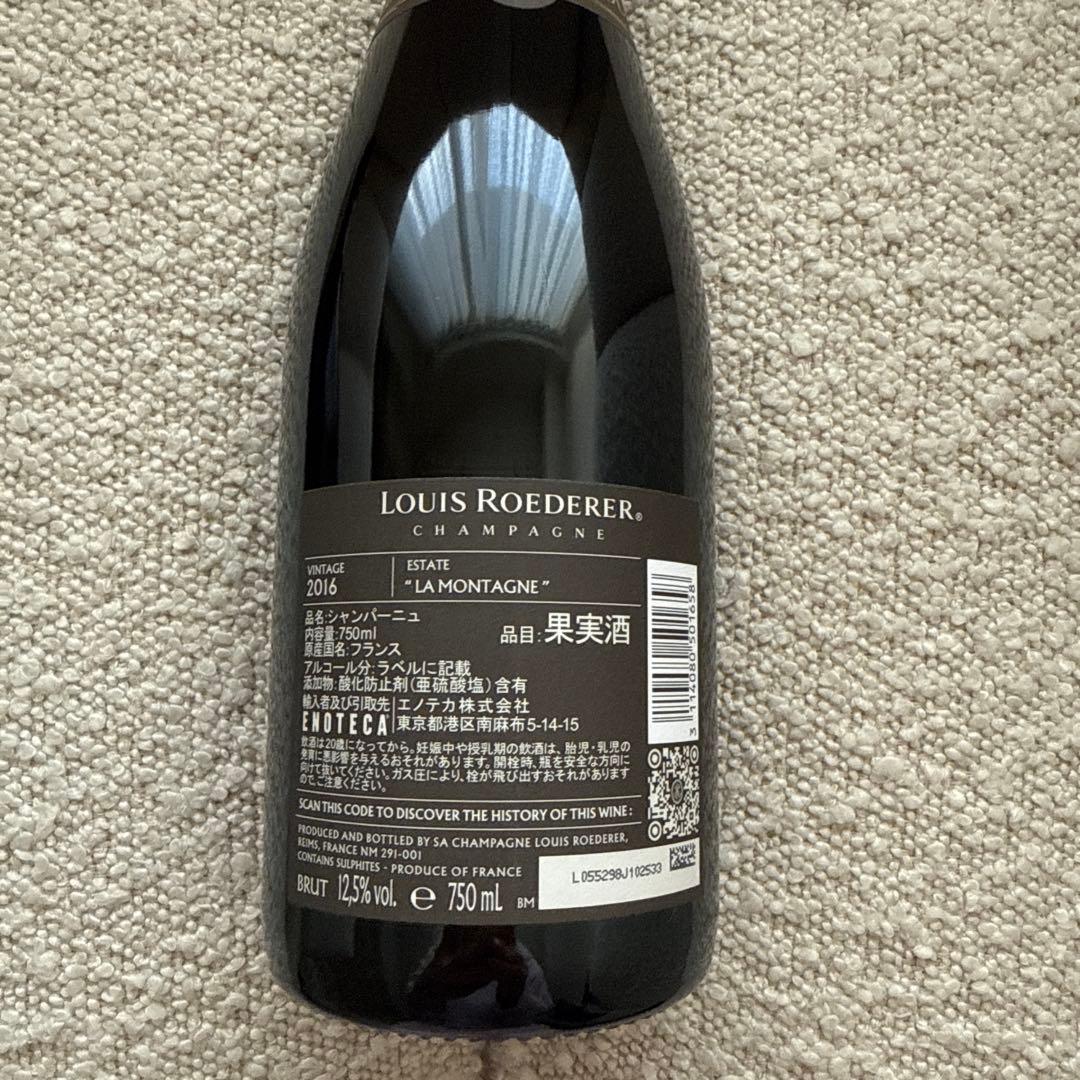 LOUIS ROEDERER®
CHAMPAGNE
VINTAGE
2016
ESTATE
"LA MONTAGNE"
品名:シャンパーニュ
内容量:750ml
品目:果実酒
原産国名:フランス
アルコール分:ラベルに記載
添加物:酸化防止剤(亜硫酸塩)含有
輸入者及び引取先
エノテカ株式会社
ENOTECA
東京都港区南麻布5-14-15
飲酒は20歳になってから。妊娠中や授乳期の飲酒は、胎児・乳児の
発育に悪影響を与えるおそれがあります。開栓時、瓶を安全な方向に
向けて抜いてください。ガス圧により、栓が飛び出すおそれがあります
ので、ご注意ください。
SCAN THIS CODE TO DISCOVER THE HISTORY OF THIS WINE:
PRODUCED AND BOTTLED BY SA CHAMPAGNE LOUIS ROEDERER,
REIMS, FRANCE NM 291-001
CONTAINS SULPHITES - PRODUCE OF FRANCE
BRUT 12,5% vol. e 750 mL BM
L055298J102533
3 114080 501658